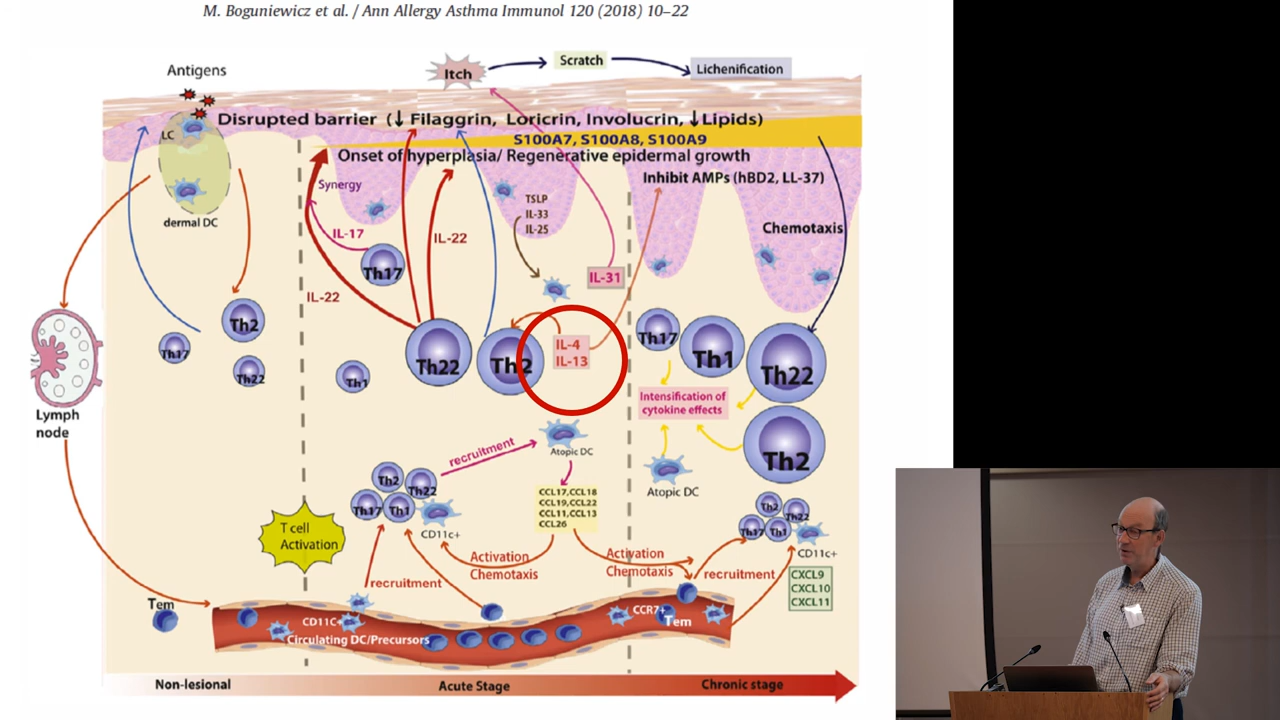 M. Boguniewicz et al. / Ann Allergy Asthma Immunol 120 (2018) 10–22
Antigens
Itch
Scratch
Lichenification
Disrupted barrier (↓ Filaggrin, Loricrin, Involucrin, ↓Lipids)
S100A7, S100A8, S100A9
LC
Onset of hyperplasia/ Regenerative epidermal growth
Inhibit AMPs (hBD2, LL-37)
Synergy
dermal DC
IL-17
IL-22
TSLP
IL-33
IL-25
Chemotaxis
Th17
IL-31
IL-22
Th2
Th17
Th22
Th1
Th22
Th2
IL-4
IL-13
Th17
Th1
Th22
Intensification of
cytokine effects
Th2
Lymph
node
recruitment
Atopic DC
Atopic DC
Th2
Th22
Th17
Th1
CD11c+
CCL17,CCL18
CCL19,CCL22
CCL11,CCL13
CCL26
Th2
Th22
Th17
Th1
CD11c+
T cell
Activation
Activation
Chemotaxis
Activation
Chemotaxis
recruitment
recruitment
CXCL9
CXCL10
CXCL11
Tem
CD11C+
Circulating DC/Precursors
CCR7+
Tem
Non-lesional
Acute Stage
Chronic stage